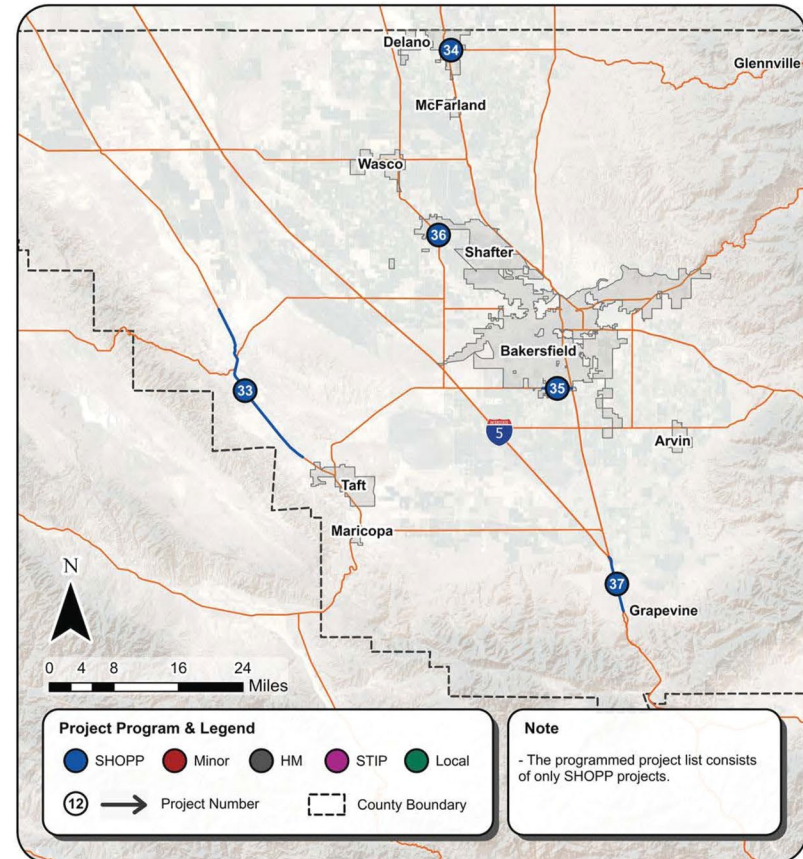 Delano
34
Glennville
McFarland
Wasco
36
Shafter
Bakersfield
33
35
5
Arvin
Taft
Maricopa
N
37
Grapevine
0 4 8 16 24
Miles
Project Program & Legend
SHOPP Minor HM STIP Local
12 Project Number County Boundary
Note
- The programmed project list consists
of only SHOPP projects.